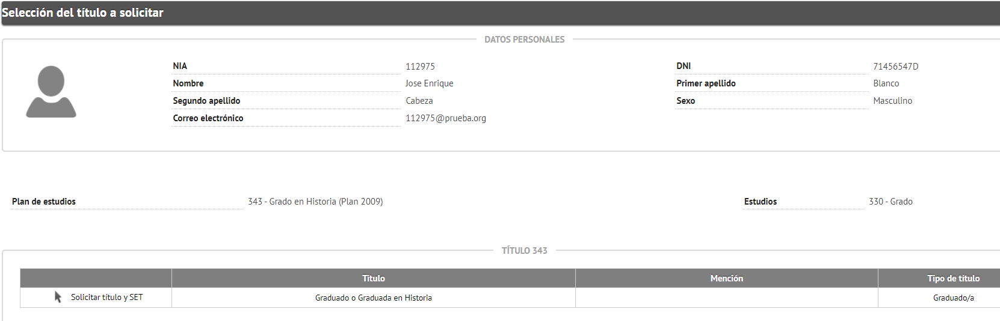 Selección del título a solicitar
DATOS PERSONALES
NIA 112975 DNI 71456547D
Nombre Jose Enrique Primer apellido Blanco
Segundo apellido Cabeza Sexo Masculino
Correo electrónico 112975@prueba.org
Plan de estudios 343 - Grado en Historia (Plan 2009) Estudios 330 - Grado
TÍTULO 343
Título Mención Tipo de título
Solicitar título y SET Graduado o Graduada en Historia Graduado/a